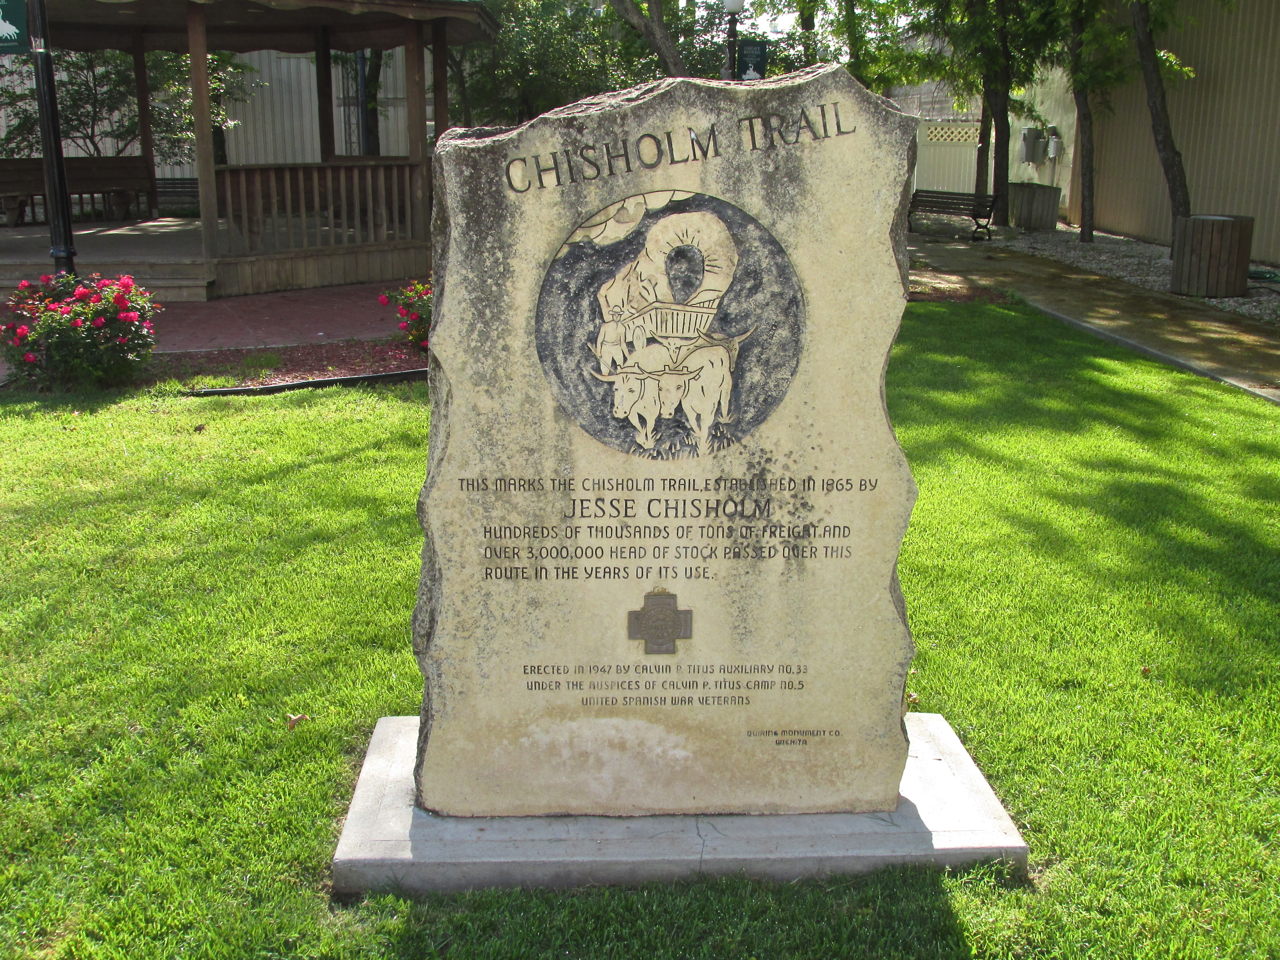 CHISHOLM TRAIL
THIS MARKS THE CHISHOLM TRAIL, ESTABLISHED IN 1865 BY
JESSE CHISHOLM
HUNDREDS OF THOUSANDS OF TONS OF FREIGHT AND
OVER 3,000,000 HEAD OF STOCK PASSED OVER THIS
ROUTE IN THE YEARS OF ITS USE.
ERECTED IN 1947 BY CALVIN P. TITUS AUXILIARY NO. 33
UNDER THE AUSPICES OF CALVIN P. TITUS CAMP NO. 5
UNITED SPANISH WAR VETERANS
QUIRING MONUMENT CO.
WICHITA